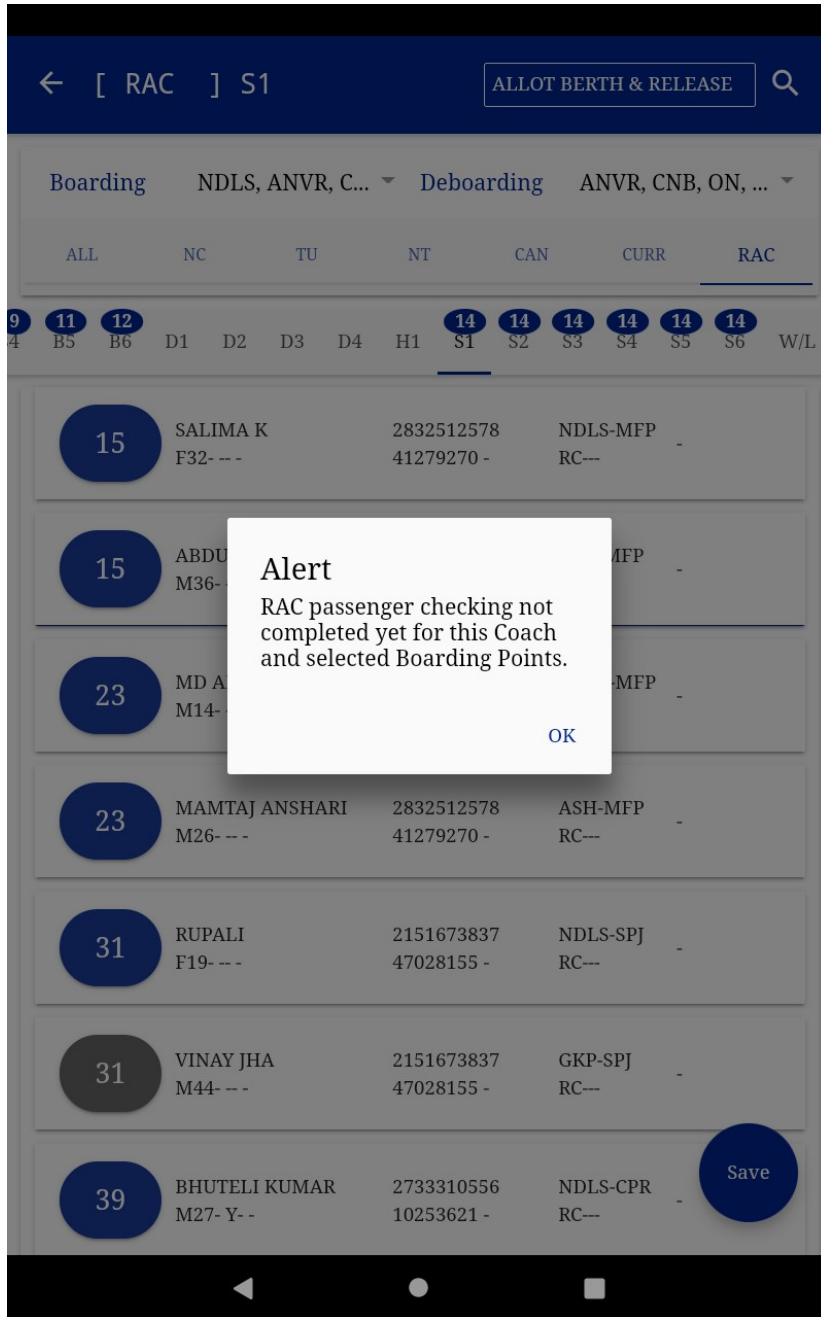 [ RAC ] S1
ALLOT BERTH & RELEASE
Boarding NDLS, ANVR, C... Deboarding ANVR, CNB, ON, ...
ALL NC TU NT CAN CURR RAC
9 11 12 14 14 14 14 14 14
4 B5 B6 D1 D2 D3 D4 H1 S1 S2 S3 S4 S5 S6 W/L
15 SALIMA K 2832512578 NDLS-MFP -
F32- -- - 41279270 - RC---
15 ABDU MFP -
M36-
Alert
RAC passenger checking not
completed yet for this Coach
and selected Boarding Points.
OK
23 MD A -MFP -
M14-
23 MAMTAJ ANSHARI 2832512578 ASH-MFP -
M26- -- - 41279270 - RC---
31 RUPALI 2151673837 NDLS-SPJ -
F19- -- - 47028155 - RC---
31 VINAY JHA 2151673837 GKP-SPJ -
M44- -- - 47028155 - RC---
39 BHUTELI KUMAR 2733310556 NDLS-CPR -
M27- Y- - 10253621 - RC---
Save